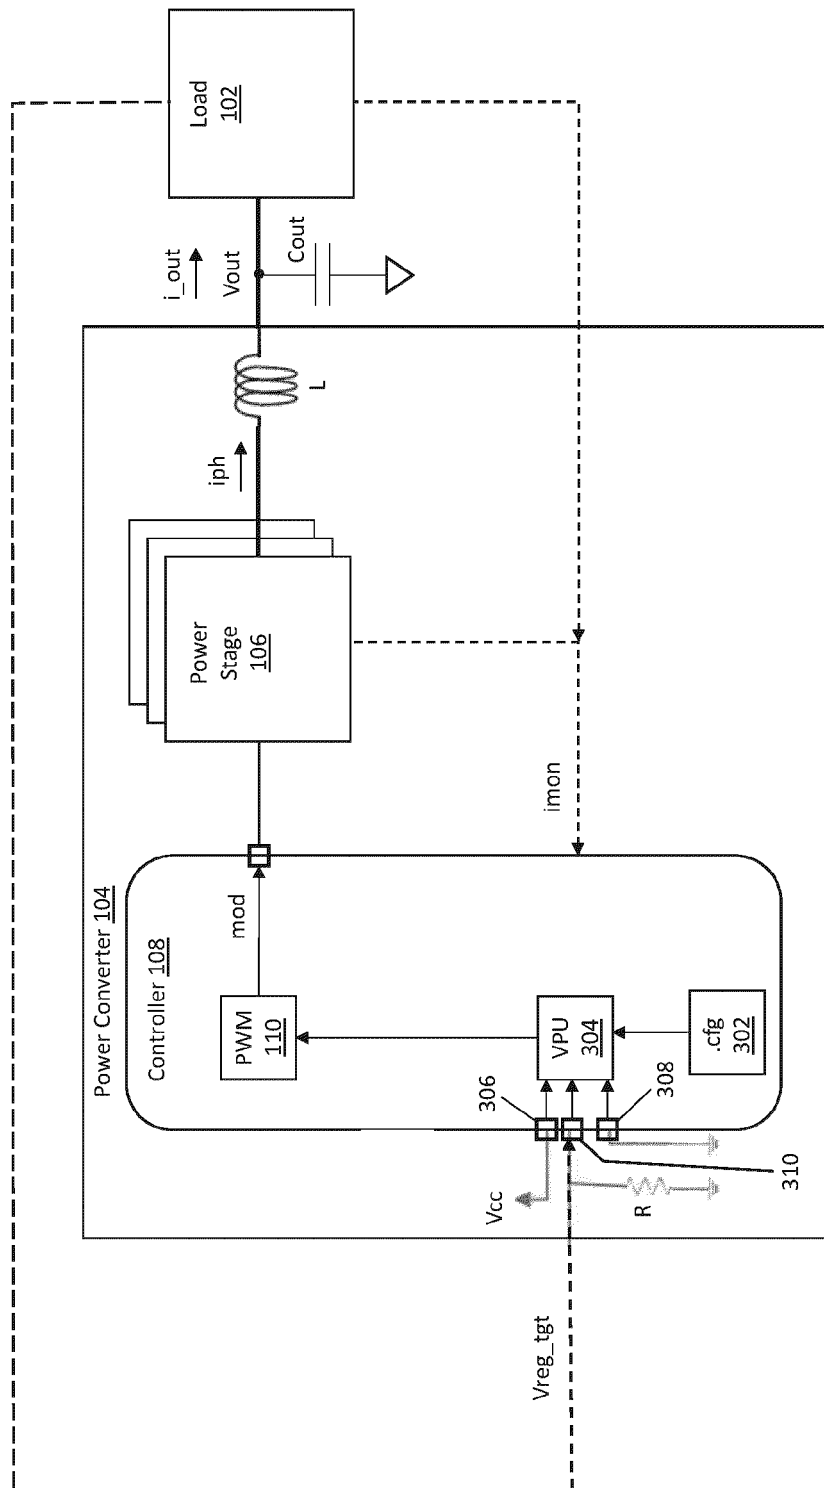 Power Converter 104
Controller 108
PWM
110
mod
VPU
304
.cfg
302
306
308
310
Vcc
R
Vreg_tgt
imon
Power
Stage
106
iph
L
i_out
Vout
Cout
Load
102